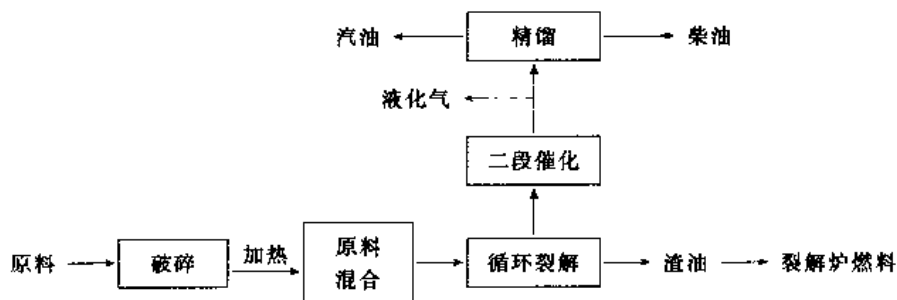 汽油
精馏
柴油
液化气
二段催化
原料
破碎
加热
原料
混合
循环裂解
渣油
裂解炉燃料